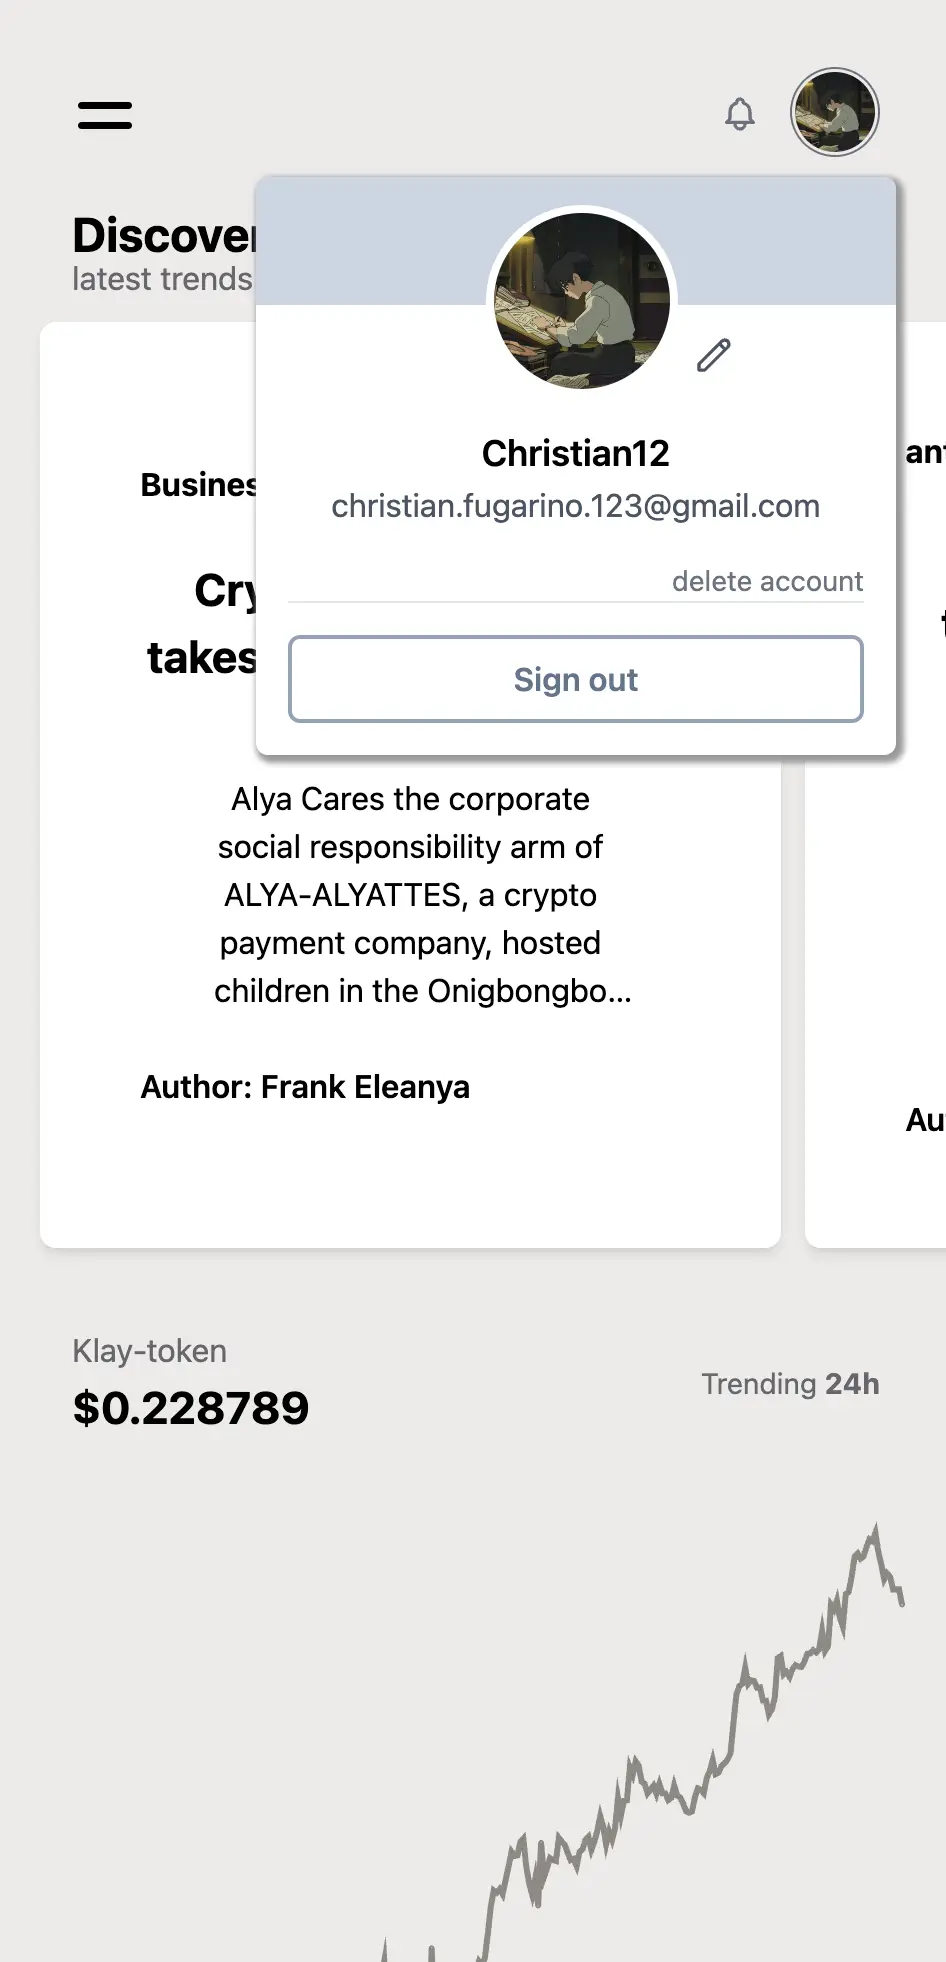 Discover
latest trends
Christian12
christian.fugarino.123@gmail.com
delete account
Sign out
Busines
Cry
takes
Alya Cares the corporate
social responsibility arm of
ALYA-ALYATTES, a crypto
payment company, hosted
children in the Onigbongbo...
Author: Frank Eleanya
ant
t
Au
Klay-token
$0.228789
Trending 24h